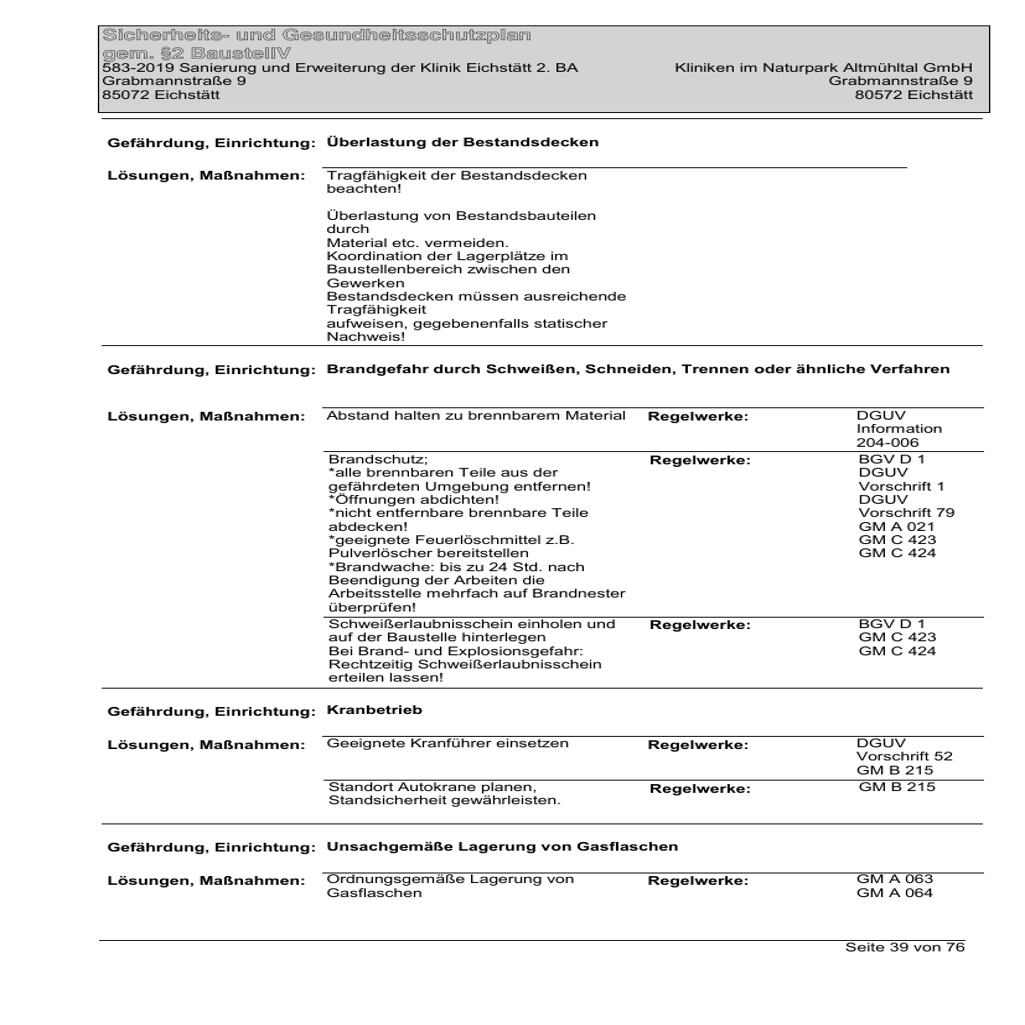 Sicherheits- und Gesundheitsschutzplan
gem. §2 BaustellV
583-2019 Sanierung und Erweiterung der Klinik Eichstätt 2. BA
Kliniken im Naturpark Altmühltal GmbH
Grabmannstraße 9
Grabmannstraße 9
85072 Eichstätt
80572 Eichstätt
Gefährdung, Einrichtung: Überlastung der Bestandsdecken
Lösungen, Maßnahmen:
Tragfähigkeit der Bestandsdecken
beachten!
Überlastung von Bestandsbauteilen
durch
Material etc. vermeiden.
Koordination der Lagerplätze im
Baustellenbereich zwischen den
Gewerken
Bestandsdecken müssen ausreichende
Tragfähigkeit
aufweisen, gegebenenfalls statischer
Nachweis!
Gefährdung, Einrichtung: Brandgefahr durch Schweißen, Schneiden, Trennen oder ähnliche Verfahren
Lösungen, Maßnahmen:
Abstand halten zu brennbarem Material
Regelwerke:
DGUV
Information
204-006
Brandschutz;
*alle brennbaren Teile aus der
gefährdeten Umgebung entfernen!
*Öffnungen abdichten!
*nicht entfernbare brennbare Teile
abdecken!
*geeignete Feuerlöschmittel z.B.
Pulverlöscher bereitstellen
*Brandwache: bis zu 24 Std. nach
Beendigung der Arbeiten die
Arbeitsstelle mehrfach auf Brandnester
überprüfen!
Regelwerke:
BGV D 1
DGUV
Vorschrift 1
DGUV
Vorschrift 79
GM A 021
GM C 423
GM C 424
Schweißerlaubnisschein einholen und
auf der Baustelle hinterlegen
Bei Brand- und Explosionsgefahr:
Rechtzeitig Schweißerlaubnisschein
erteilen lassen!
Regelwerke:
BGV D 1
GM C 423
GM C 424
Gefährdung, Einrichtung: Kranbetrieb
Lösungen, Maßnahmen:
Geeignete Kranführer einsetzen
Regelwerke:
DGUV
Vorschrift 52
GM B 215
Standort Autokrane planen,
Standsicherheit gewährleisten.
Regelwerke:
GM B 215
Gefährdung, Einrichtung: Unsachgemäße Lagerung von Gasflaschen
Lösungen, Maßnahmen:
Ordnungsgemäße Lagerung von
Gasflaschen
Regelwerke:
GM A 063
GM A 064
Seite 39 von 76